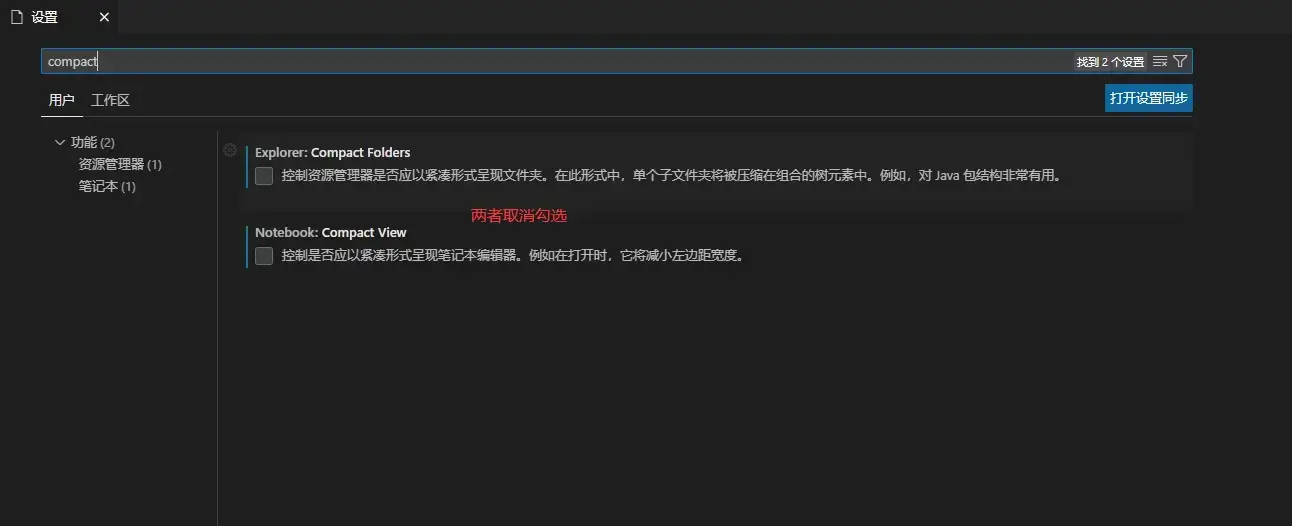 设置
compact
找到 2 个设置
用户 工作区
打开设置同步
功能 (2)
资源管理器 (1)
笔记本 (1)
Explorer: Compact Folders
控制资源管理器是否应以紧凑形式呈现文件夹。在此形式中，单个子文件夹将被压缩在组合的树元素中。例如，对 Java 包结构非常有用。
两者取消勾选
Notebook: Compact View
控制是否应以紧凑形式呈现笔记本编辑器。例如在打开时，它将减小左边距宽度。